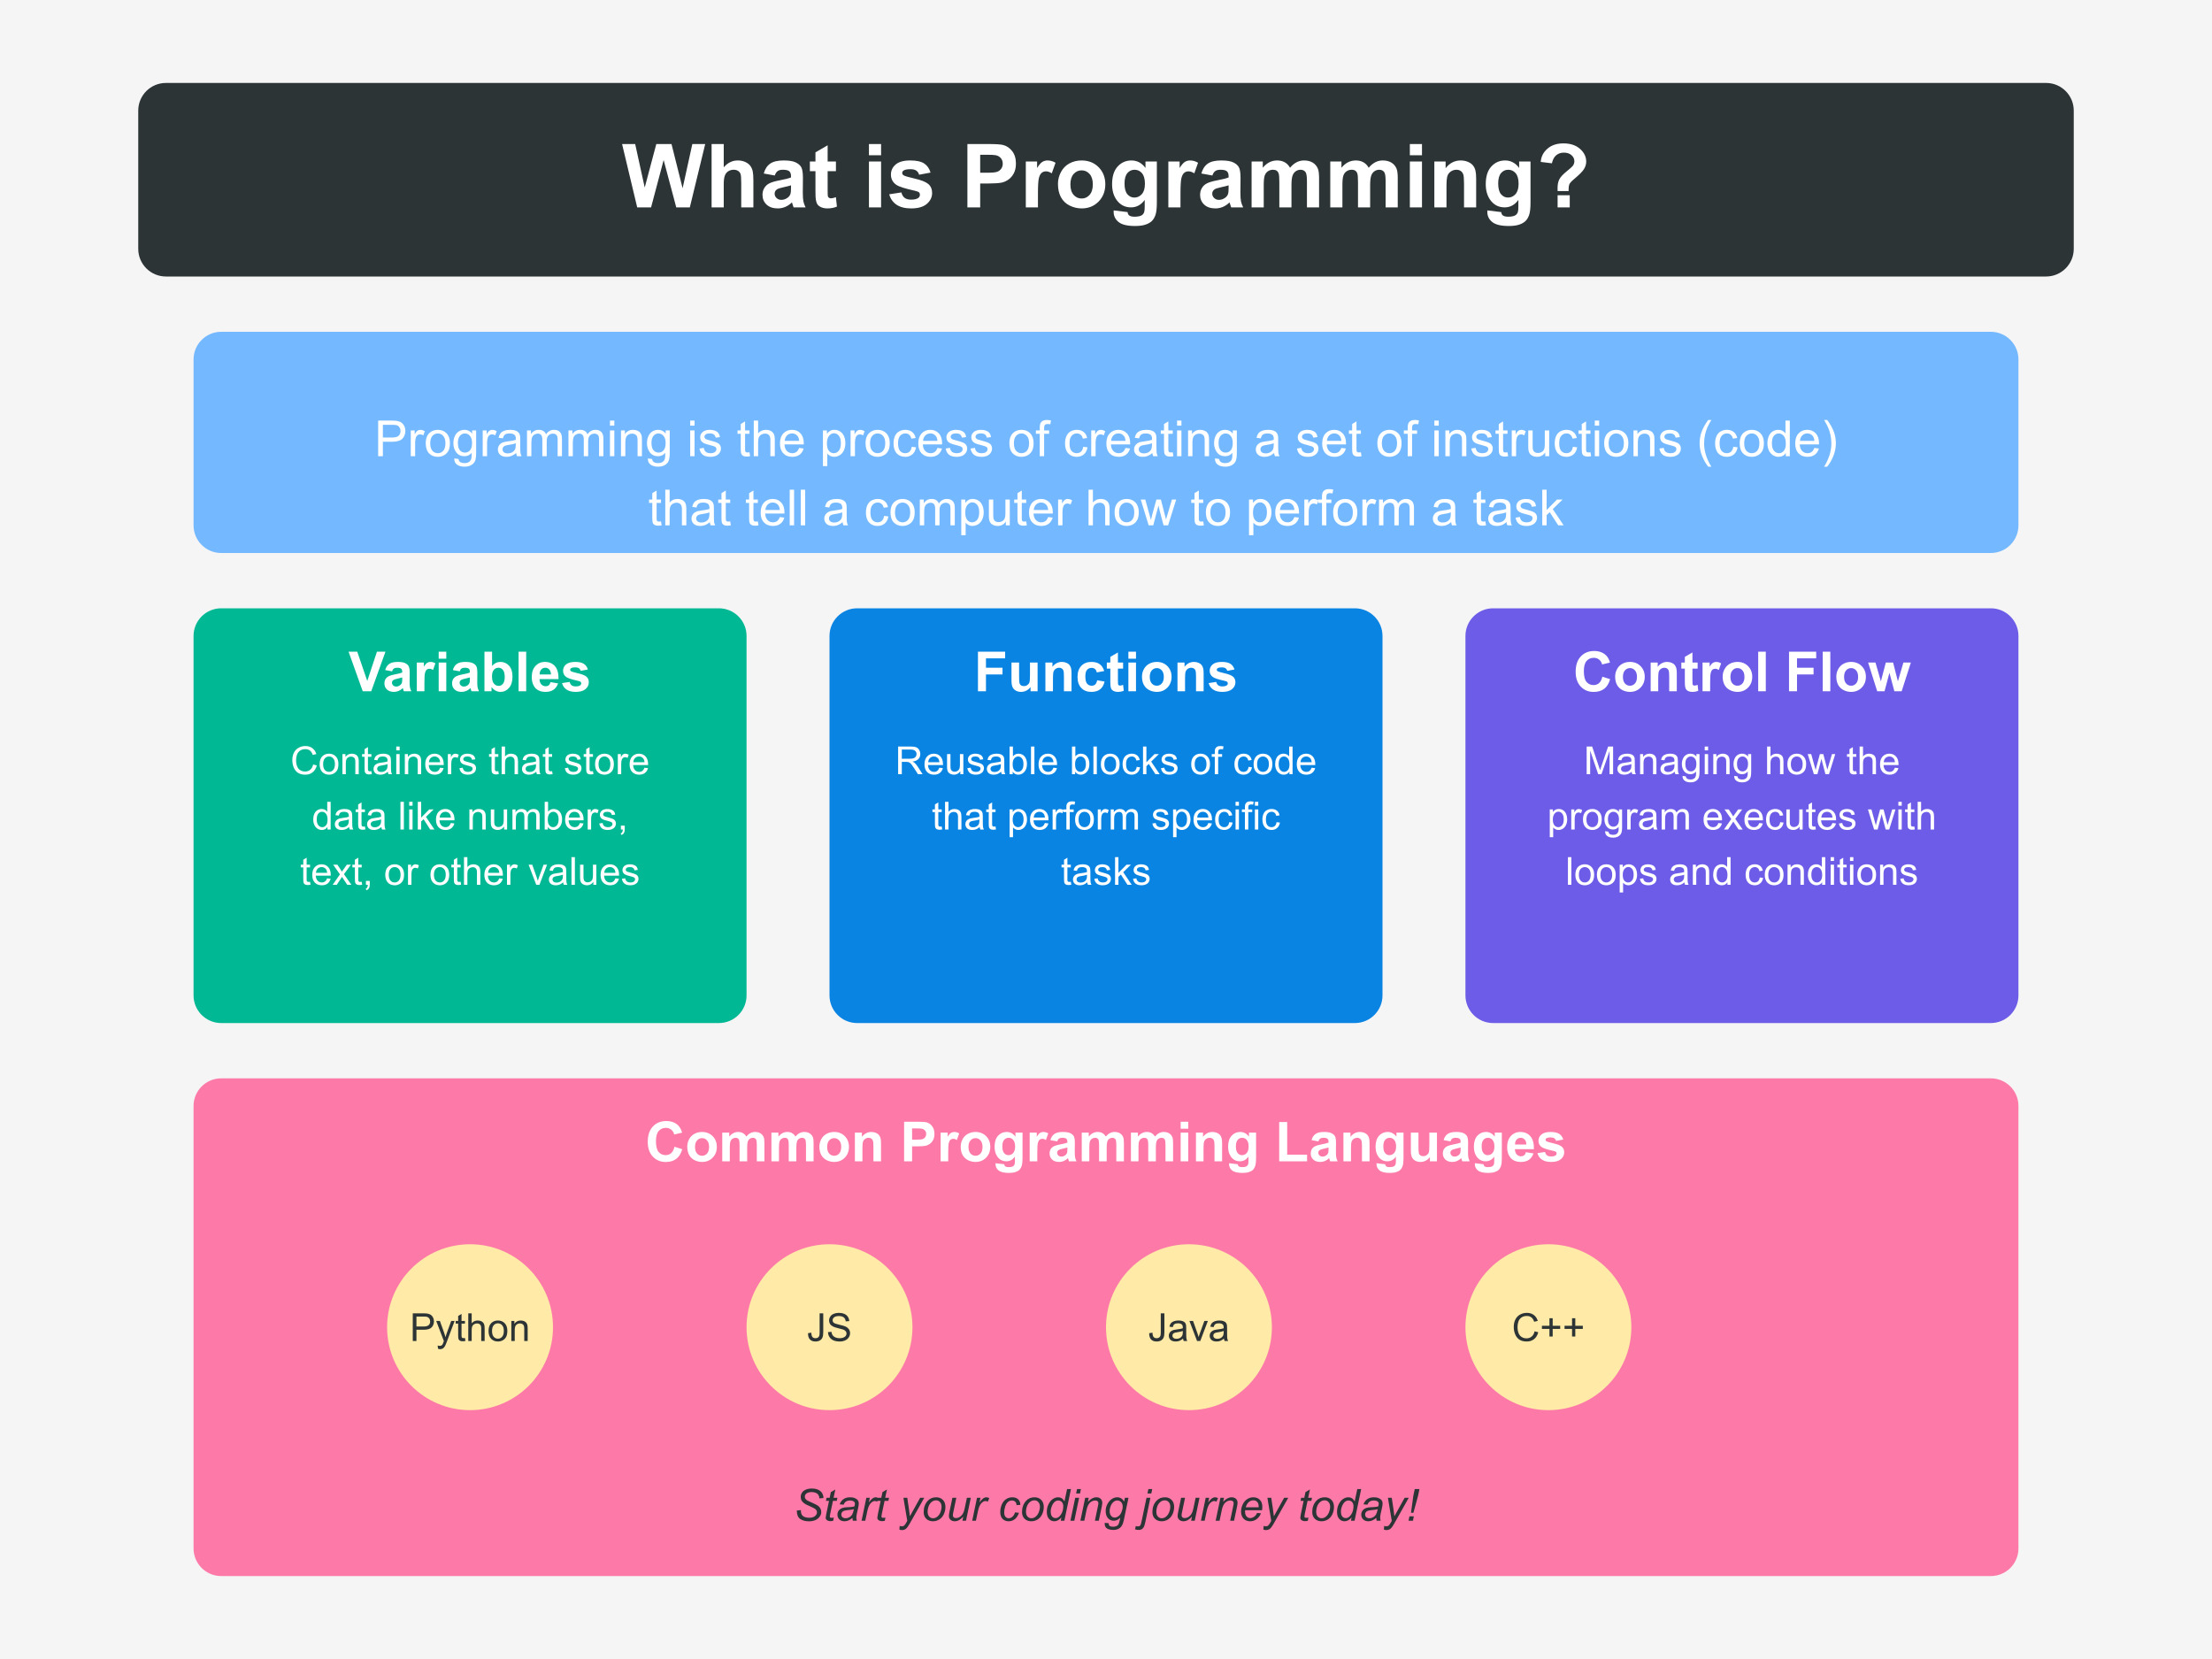 What is Programming?
Programming is the process of creating a set of instructions (code)
that tell a computer how to perform a task
Variables
Containers that store
data like numbers,
text, or other values
Functions
Reusable blocks of code
that perform specific
tasks
Control Flow
Managing how the
program executes with
loops and conditions
Common Programming Languages
Python
JS
Java
C++
Start your coding journey today!